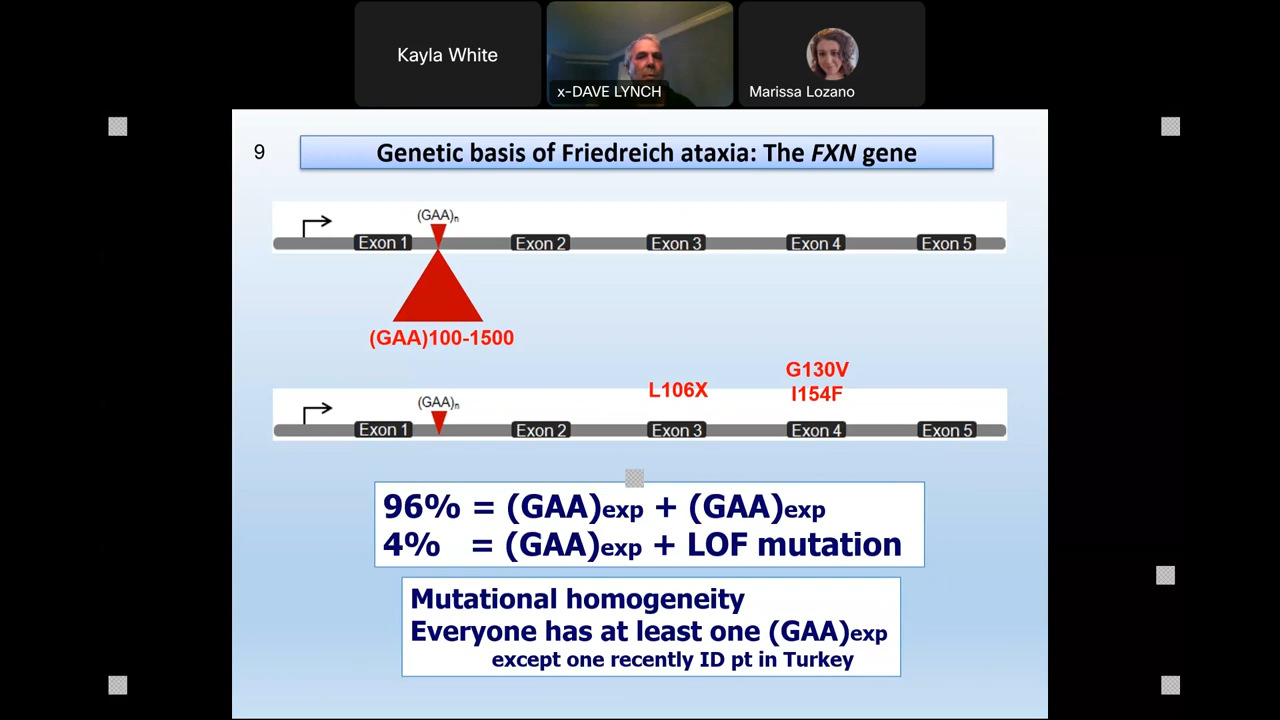 Kayla White
x-DAVE LYNCH
Marissa Lozano
9
Genetic basis of Friedreich ataxia: The FXN gene
(GAA)n
Exon 1 Exon 2 Exon 3 Exon 4 Exon 5
(GAA)100-1500
G130V
L106X I154F
(GAA)n
Exon 1 Exon 2 Exon 3 Exon 4 Exon 5
96% = (GAA)exp + (GAA)exp
4% = (GAA)exp + LOF mutation
Mutational homogeneity
Everyone has at least one (GAA)exp
except one recently ID pt in Turkey